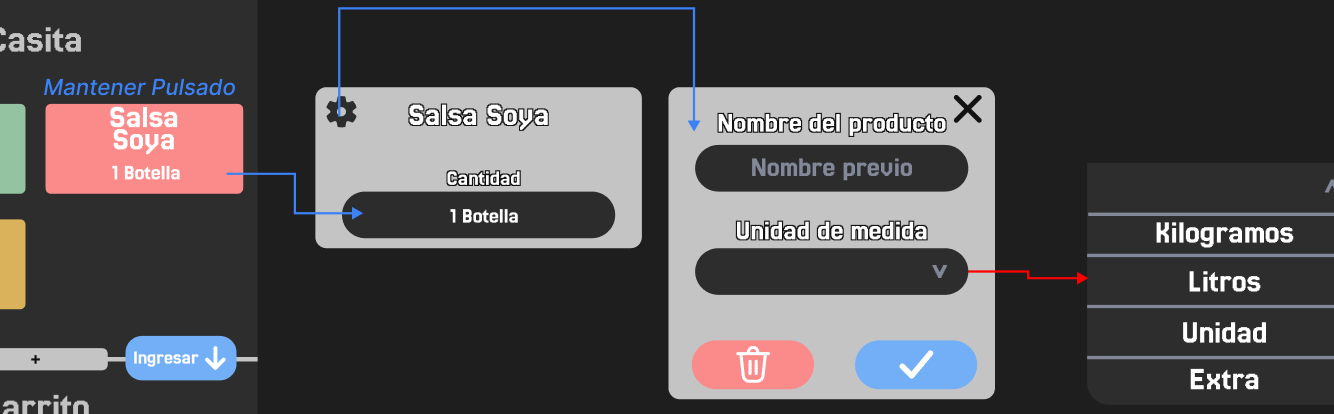 Casita
Mantener Pulsado
Salsa
Soya
1 Botella
+
Ingresar
arrito
Salsa Soya
Cantidad
1 Botella
Nombre del producto
Nombre previo
Unidad de medida
Kilogramos
Litros
Unidad
Extra